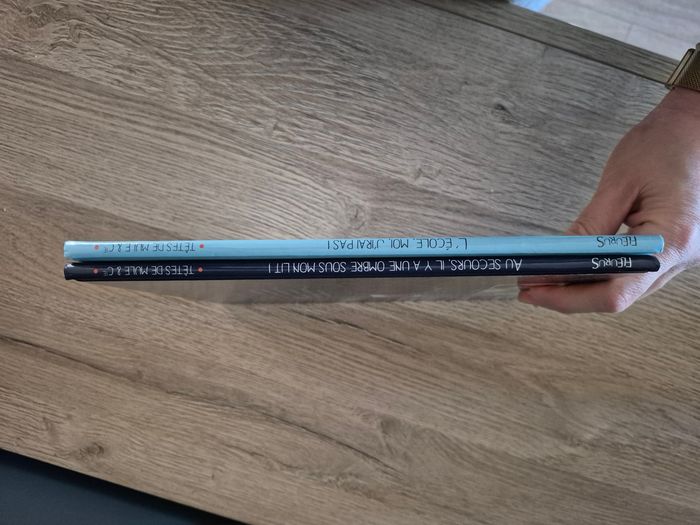 TÊTES DE MULE & Cie • L'ÉCOLE, MOI, J'IRAI PAS ! FLEURUS
TÊTES DE MULE & Cie • AU SECOURS, IL Y A UNE OMBRE SOUS MON LIT ! FLEURUS